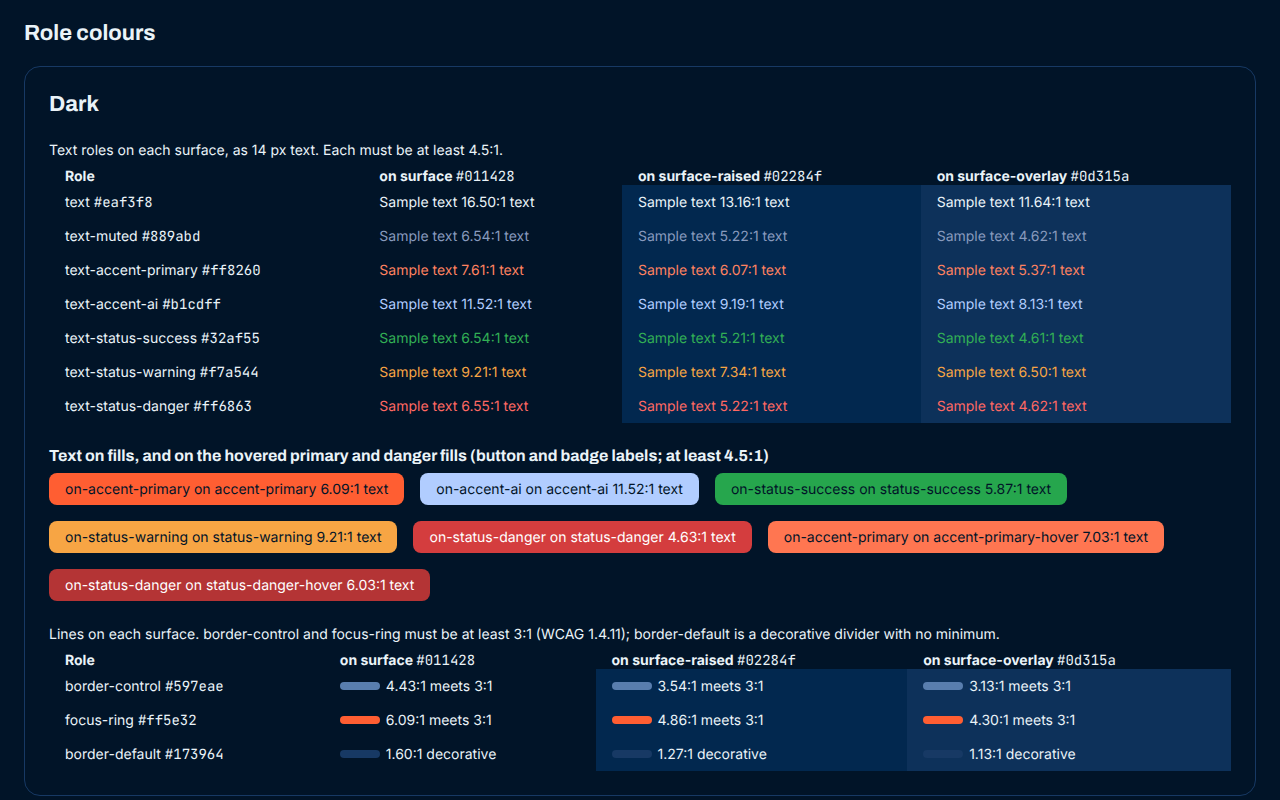 Role colours
Dark
Text roles on each surface, as 14 px text. Each must be at least 4.5:1.
Role on surface #011428 on surface-raised #02284f on surface-overlay #0d315a
text #eaf3f8 Sample text 16.50:1 text Sample text 13.16:1 text Sample text 11.64:1 text
text-muted #889abd Sample text 6.54:1 text Sample text 5.22:1 text Sample text 4.62:1 text
text-accent-primary #ff8260 Sample text 7.61:1 text Sample text 6.07:1 text Sample text 5.37:1 text
text-accent-ai #b1cdff Sample text 11.52:1 text Sample text 9.19:1 text Sample text 8.13:1 text
text-status-success #32af55 Sample text 6.54:1 text Sample text 5.21:1 text Sample text 4.61:1 text
text-status-warning #f7a544 Sample text 9.21:1 text Sample text 7.34:1 text Sample text 6.50:1 text
text-status-danger #ff6863 Sample text 6.55:1 text Sample text 5.22:1 text Sample text 4.62:1 text
Text on fills, and on the hovered primary and danger fills (button and badge labels; at least 4.5:1)
on-accent-primary on accent-primary 6.09:1 text on-accent-ai on accent-ai 11.52:1 text on-status-success on status-success 5.87:1 text
on-status-warning on status-warning 9.21:1 text on-status-danger on status-danger 4.63:1 text on-accent-primary on accent-primary-hover 7.03:1 text
on-status-danger on status-danger-hover 6.03:1 text
Lines on each surface. border-control and focus-ring must be at least 3:1 (WCAG 1.4.11); border-default is a decorative divider with no minimum.
Role on surface #011428 on surface-raised #02284f on surface-overlay #0d315a
border-control #597eae 4.43:1 meets 3:1 3.54:1 meets 3:1 3.13:1 meets 3:1
focus-ring #ff5e32 6.09:1 meets 3:1 4.86:1 meets 3:1 4.30:1 meets 3:1
border-default #173964 1.60:1 decorative 1.27:1 decorative 1.13:1 decorative